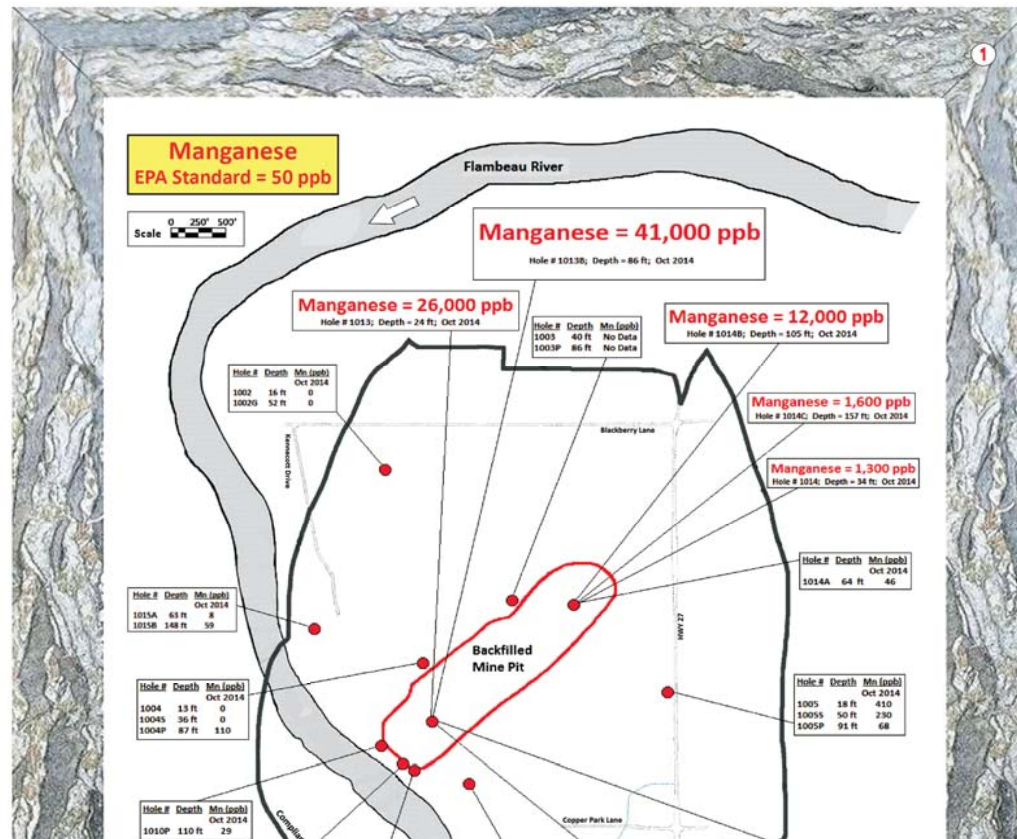 1
Manganese
EPA Standard = 50 ppb
Flambeau River
Scale 0 250' 500'
Manganese = 41,000 ppb
Hole # 1013B; Depth = 86 ft; Oct 2014
Manganese = 26,000 ppb
Hole # 1013; Depth = 24 ft; Oct 2014
Hole # Depth Mn (ppb)
1003 40 ft No Data
1003P 86 ft No Data
Manganese = 12,000 ppb
Hole # 1014B; Depth = 105 ft; Oct 2014
Hole # Depth Mn (ppb)
Oct 2014
1002 16 ft 0
1002G 52 ft 0
Manganese = 1,600 ppb
Hole # 1014C; Depth = 157 ft; Oct 2014
Blackberry Lane
Kennecott Drive
Manganese = 1,300 ppb
Hole # 1014; Depth = 34 ft; Oct 2014
Hole # Depth Mn (ppb)
Oct 2014
1014A 64 ft 46
Hole # Depth Mn (ppb)
Oct 2014
1015A 63 ft 8
1015B 148 ft 59
HWY 27
Backfilled
Mine Pit
Hole # Depth Mn (ppb)
Oct 2014
1004 13 ft 0
1004S 36 ft 0
1004P 87 ft 110
Hole # Depth Mn (ppb)
Oct 2014
1005 18 ft 410
1005S 50 ft 230
1005P 91 ft 68
Hole # Depth Mn (ppb)
Oct 2014
1010P 110 ft 29
Copper Park Lane